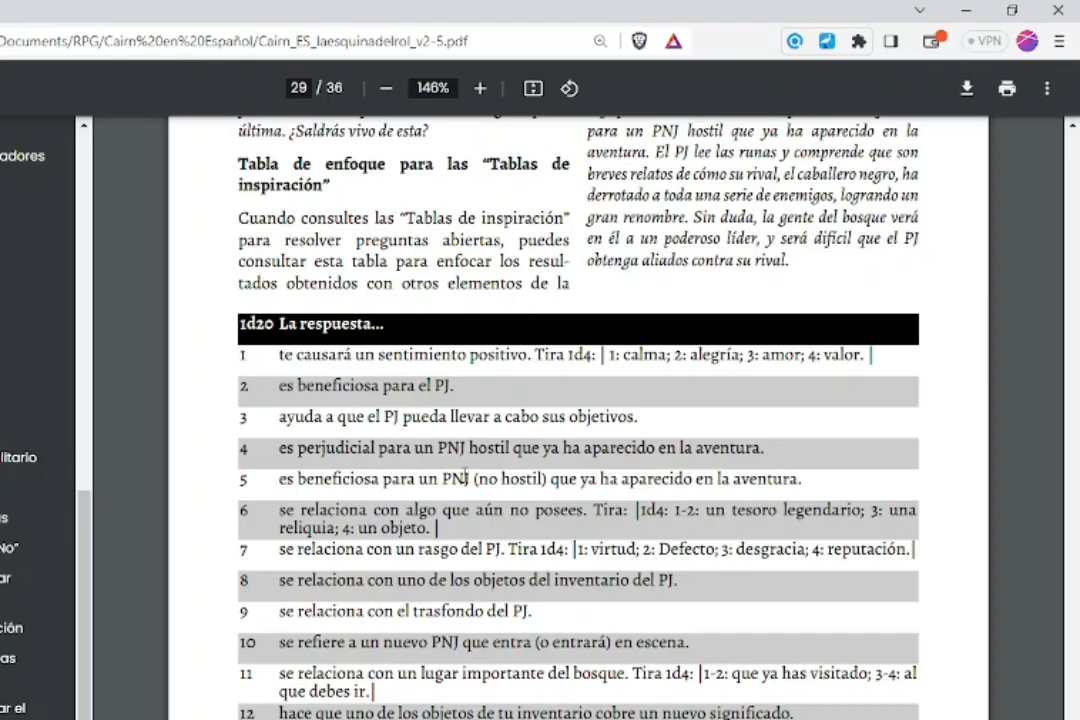 Documents/RPG/Cairn%20en%20Español/Cairn_ES_laesquinadelrol_v2-5.pdf
VPN
29 / 36
146%
adores
litario
s
No”
ar
ción
as
ar el
última. ¿Saldrás vivo de esta?
Tabla de enfoque para las “Tablas de
inspiración”
Cuando consultes las “Tablas de inspiración”
para resolver preguntas abiertas, puedes
consultar esta tabla para enfocar los resul-
tados obtenidos con otros elementos de la
para un PNJ hostil que ya ha aparecido en la
aventura. El PJ lee las runas y comprende que son
breves relatos de cómo su rival, el caballero negro, ha
derrotado a toda una serie de enemigos, logrando un
gran renombre. Sin duda, la gente del bosque verá
en él a un poderoso líder, y será difícil que el PJ
obtenga aliados contra su rival.
1d20 La respuesta...
1 te causará un sentimiento positivo. Tira 1d4: | 1: calma; 2: alegría; 3: amor; 4: valor. |
2 es beneficiosa para el PJ.
3 ayuda a que el PJ pueda llevar a cabo sus objetivos.
4 es perjudicial para un PNJ hostil que ya ha aparecido en la aventura.
5 es beneficiosa para un PNJ (no hostil) que ya ha aparecido en la aventura.
6 se relaciona con algo que aún no posees. Tira: |1d4: 1-2: un tesoro legendario; 3: una
reliquia; 4: un objeto. |
7 se relaciona con un rasgo del PJ. Tira 1d4: |1: virtud; 2: Defecto; 3: desgracia; 4: reputación.|
8 se relaciona con uno de los objetos del inventario del PJ.
9 se relaciona con el trasfondo del PJ.
10 se refiere a un nuevo PNJ que entra (o entrará) en escena.
11 se relaciona con un lugar importante del bosque. Tira 1d4: |1-2: que ya has visitado; 3-4: al
que debes ir.|
12 hace que uno de los objetos de tu inventario cobre un nuevo significado.